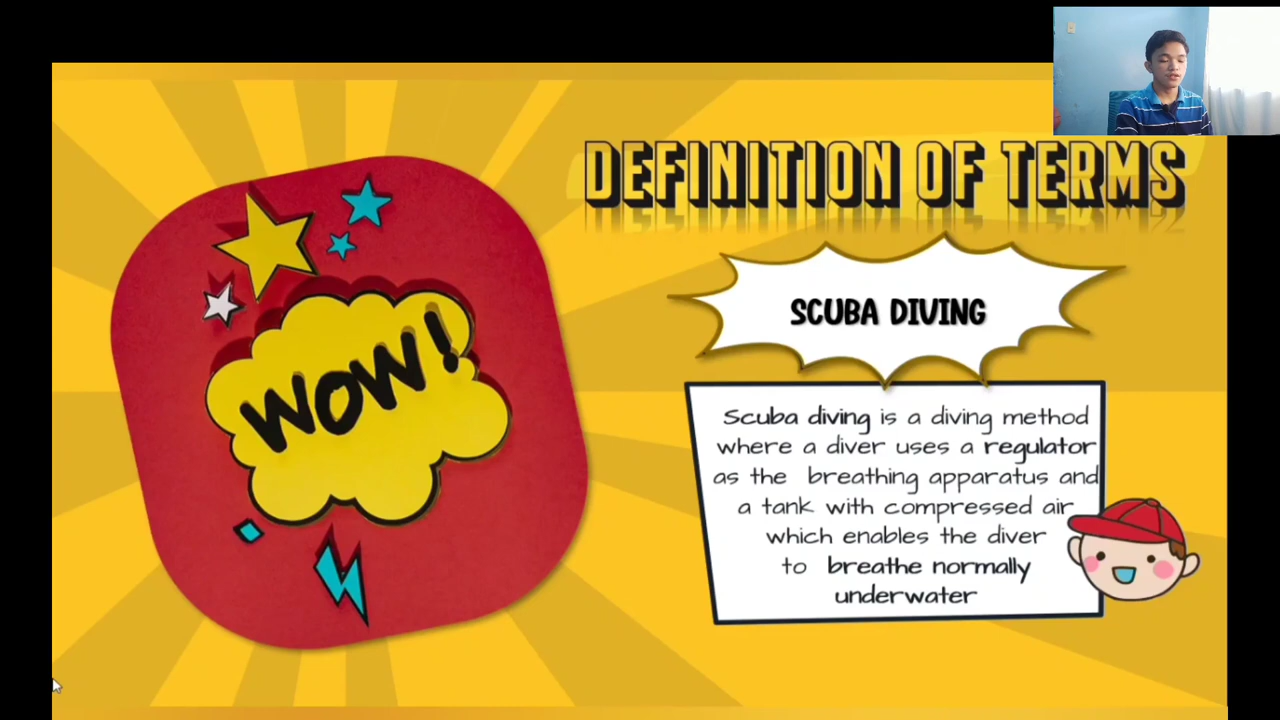 WOW!
DEFINITION OF TERMS
SCUBA DIVING
Scuba diving is a diving method
where a diver uses a regulator
as the breathing apparatus and
a tank with compressed air
which enables the diver
to breathe normally
underwater